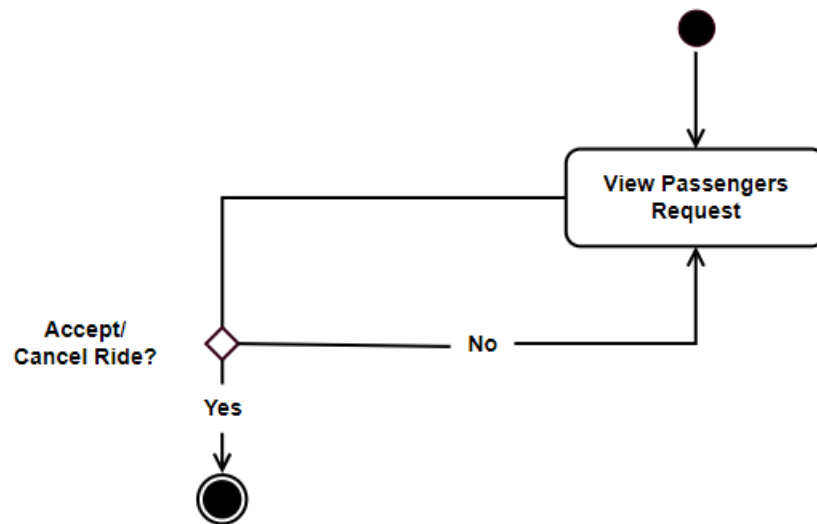 View Passengers
Request
Accept/
Cancel Ride?
No
Yes